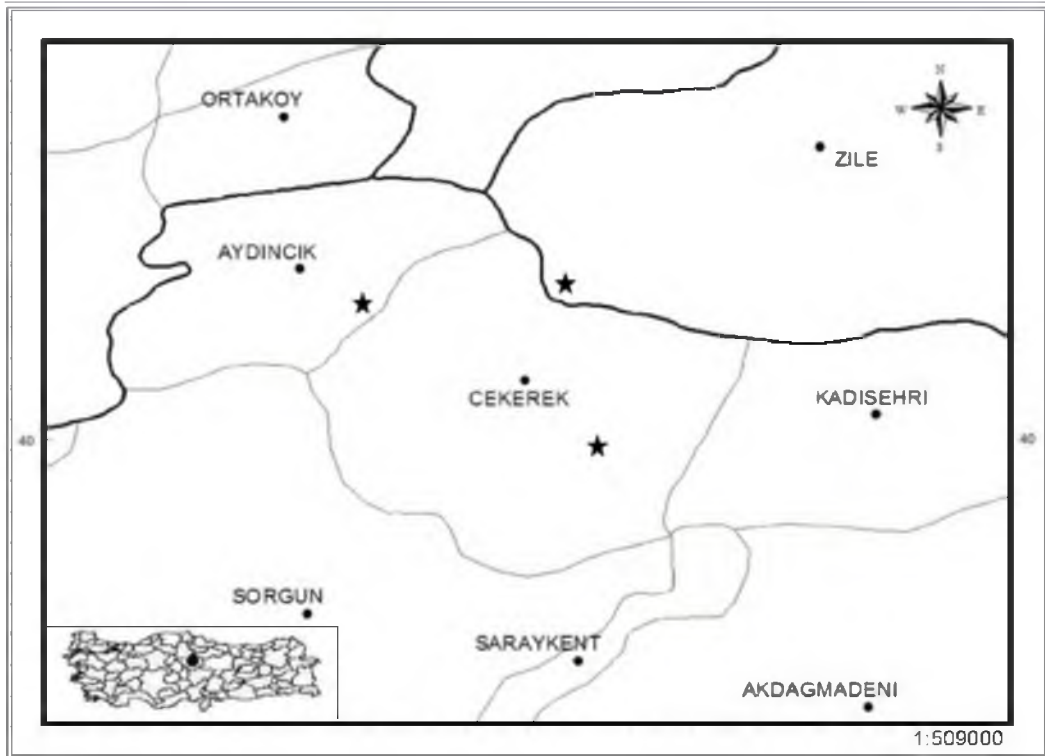 N
ORTAKOY
W E
S
ZILE
AYDINCIK
CEKEREK
KADISEHRI
40 40
SORGUN
SARAYKENT
AKDAGMADENI
1:509000